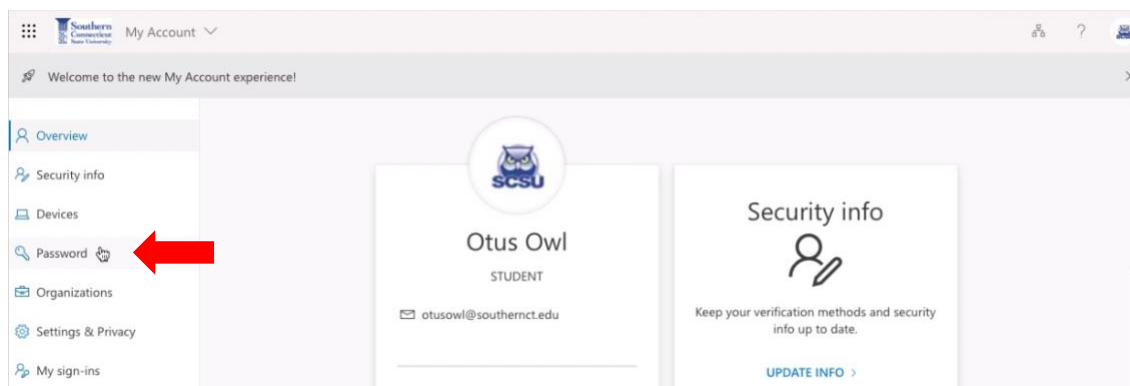 Southern
Connecticut
State University
My Account
?
Welcome to the new My Account experience!
Overview
Security info
Devices
Password
Organizations
Settings & Privacy
My sign-ins
SCSU
Otus Owl
STUDENT
otusowl@southernct.edu
Security info
Keep your verification methods and security
info up to date.
UPDATE INFO >